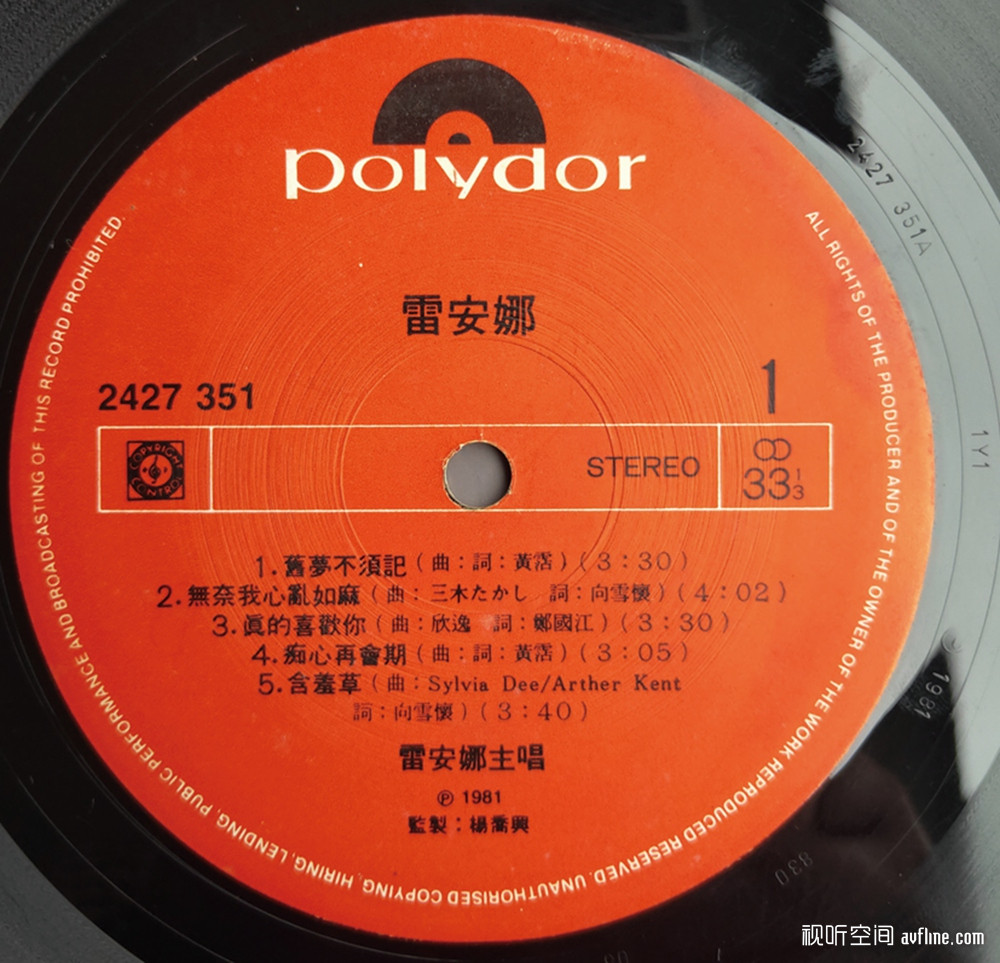 polydor
雷安娜
2427 351
1
COPYRIGHT CONTROL
STEREO
33 1/3
1.舊夢不須記(曲:詞:黃霑)(3:30)
2.無奈我心亂如麻(曲:三木たかし 詞:向雪懷)(4:02)
3.眞的喜歡你(曲:欣逸 詞:鄭國江)(3:30)
4.痴心再會期(曲:詞:黃霑)(3:05)
5.含羞草(曲:Sylvia Dee/Arther Kent
詞:向雪懷)(3:40)
雷安娜主唱
℗ 1981
監製:楊喬興
ALL RIGHTS OF THE PRODUCER AND OF THE OWNER OF THE WORK REPRODUCED RESERVED. UNAUTHORISED COPYING, HIRING, LENDING, PUBLIC PERFORMANCE AND BROADCASTING OF THIS RECORD PROHIBITED.
2427 351A
1Y1
℗ 1981
830
视听空间 avfline.com